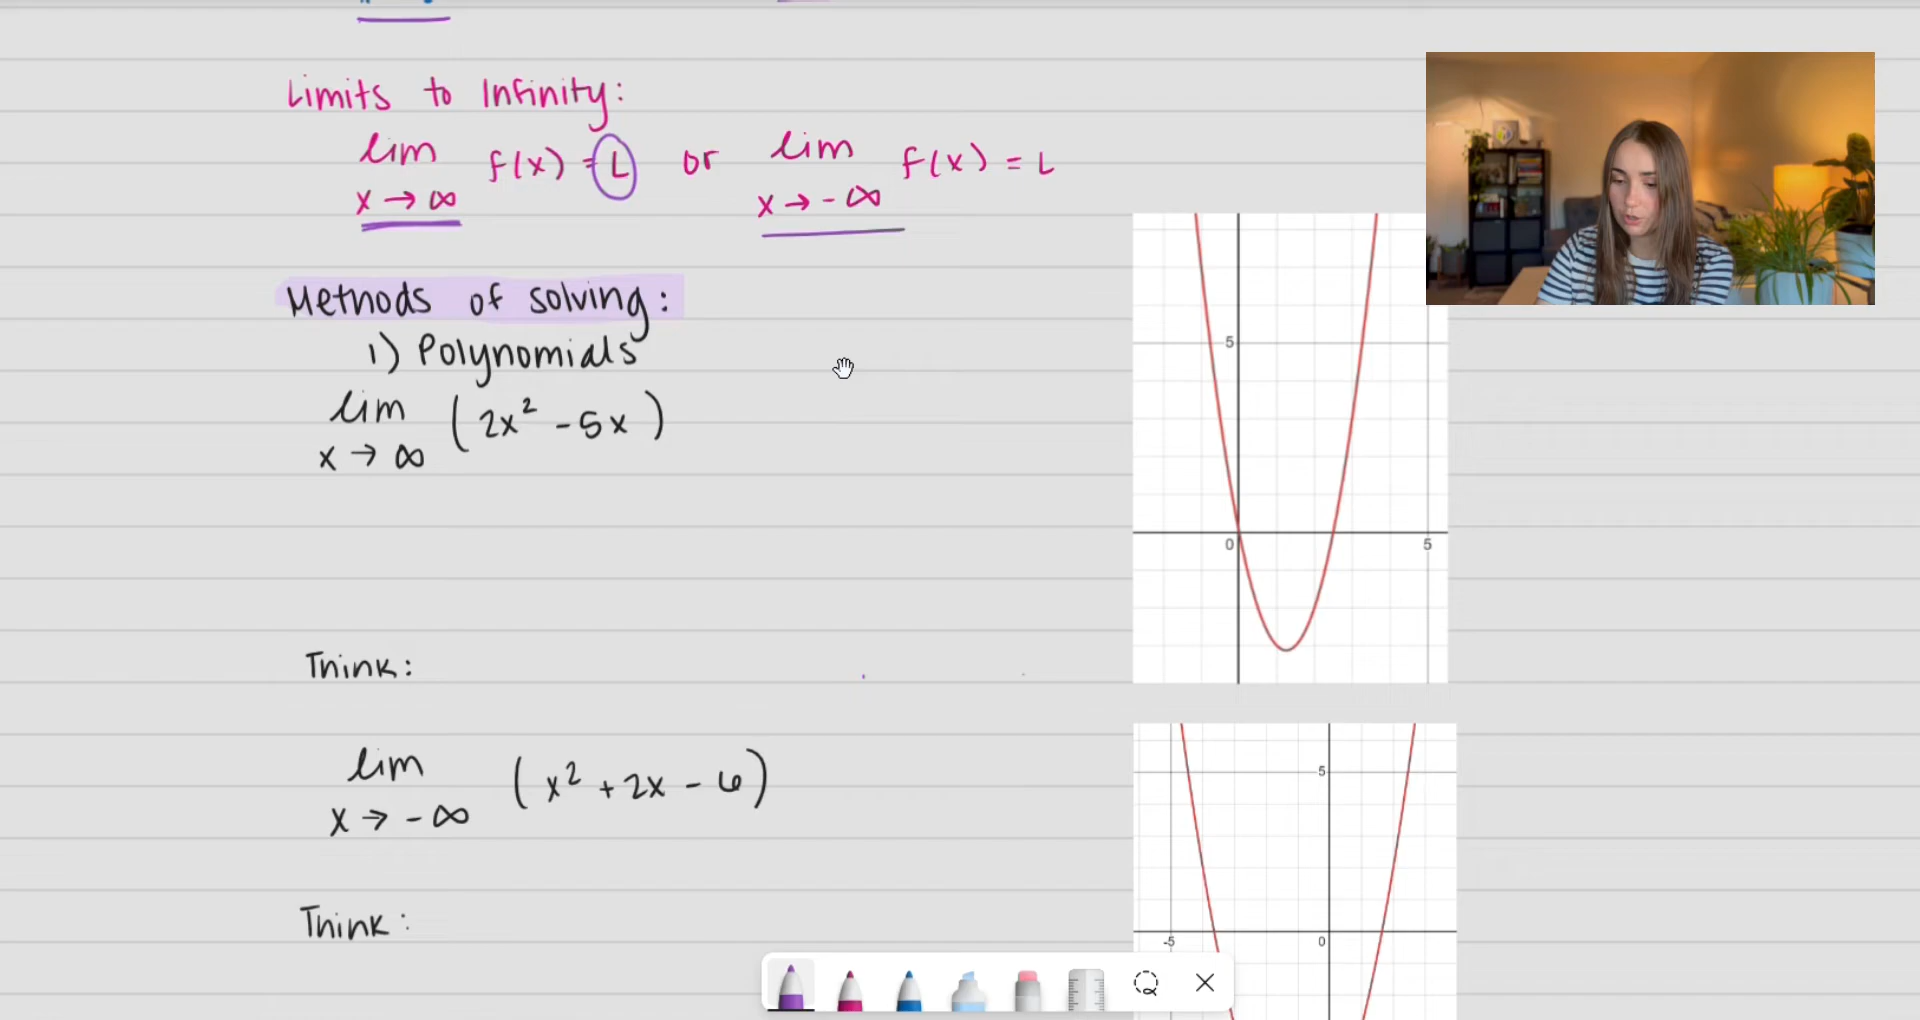 Limits to Infinity:
lim f(x) = L or lim f(x) = L
x → ∞ x → - ∞
Methods of solving:
1) Polynomials
lim (2x² - 5x)
x → ∞
5
0 5
Think:
lim (x² + 2x - 6)
x → - ∞
5
-5 0
Think: